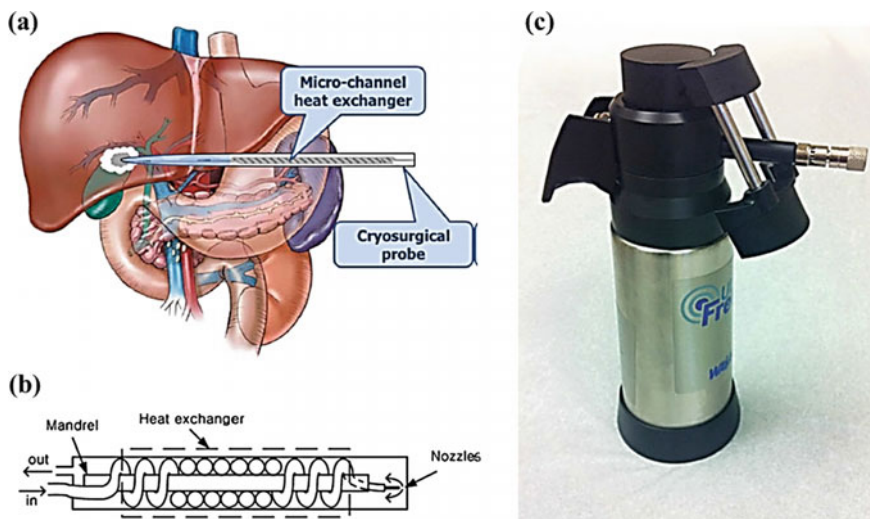 (a)
Micro-channel
heat exchanger
Cryosurgical
probe
(b)
Heat exchanger
Mandrel
out
in
Nozzles
(c)